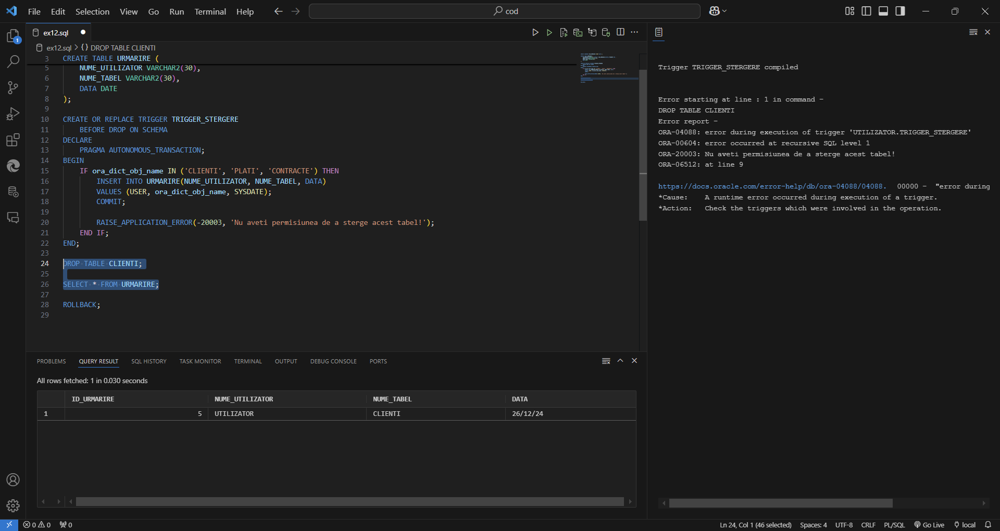 File Edit Selection View Go Run Terminal Help
cod
1
ex12.sql
ex12.sql > {} DROP TABLE CLIENTI
3 CREATE TABLE URMARIRE (
5 NUME_UTILIZATOR VARCHAR2(30),
6 NUME_TABEL VARCHAR2(30),
7 DATA DATE
8 );
9
10 CREATE OR REPLACE TRIGGER TRIGGER_STERGERE
11 BEFORE DROP ON SCHEMA
12 DECLARE
13 PRAGMA AUTONOMOUS_TRANSACTION;
14 BEGIN
15 IF ora_dict_obj_name IN ('CLIENTI', 'PLATI', 'CONTRACTE') THEN
16 INSERT INTO URMARIRE(NUME_UTILIZATOR, NUME_TABEL, DATA)
17 VALUES (USER, ora_dict_obj_name, SYSDATE);
18 COMMIT;
19
20 RAISE_APPLICATION_ERROR(-20003, 'Nu aveti permisiunea de a sterge acest tabel!');
21 END IF;
22 END;
23
24 DROP TABLE CLIENTI;
25
26 SELECT * FROM URMARIRE;
27
28 ROLLBACK;
29
Trigger TRIGGER_STERGERE compiled
Error starting at line : 1 in command -
DROP TABLE CLIENTI
Error report -
ORA-04088: error during execution of trigger 'UTILIZATOR.TRIGGER_STERGERE'
ORA-00604: error occurred at recursive SQL level 1
ORA-20003: Nu aveti permisiunea de a sterge acest tabel!
ORA-06512: at line 9
https://docs.oracle.com/error-help/db/ora-04088/04088. 00000 - "error during
*Cause: A runtime error occurred during execution of a trigger.
*Action: Check the triggers which were involved in the operation.
PROBLEMS QUERY RESULT SQL HISTORY TASK MONITOR TERMINAL OUTPUT DEBUG CONSOLE PORTS
All rows fetched: 1 in 0.030 seconds
ID_URMARIRE NUME_UTILIZATOR NUME_TABEL DATA
1 5 UTILIZATOR CLIENTI 26/12/24
0 0 0 Ln 24, Col 1 (46 selected) Spaces: 4 UTF-8 CRLF PL/SQL Go Live local